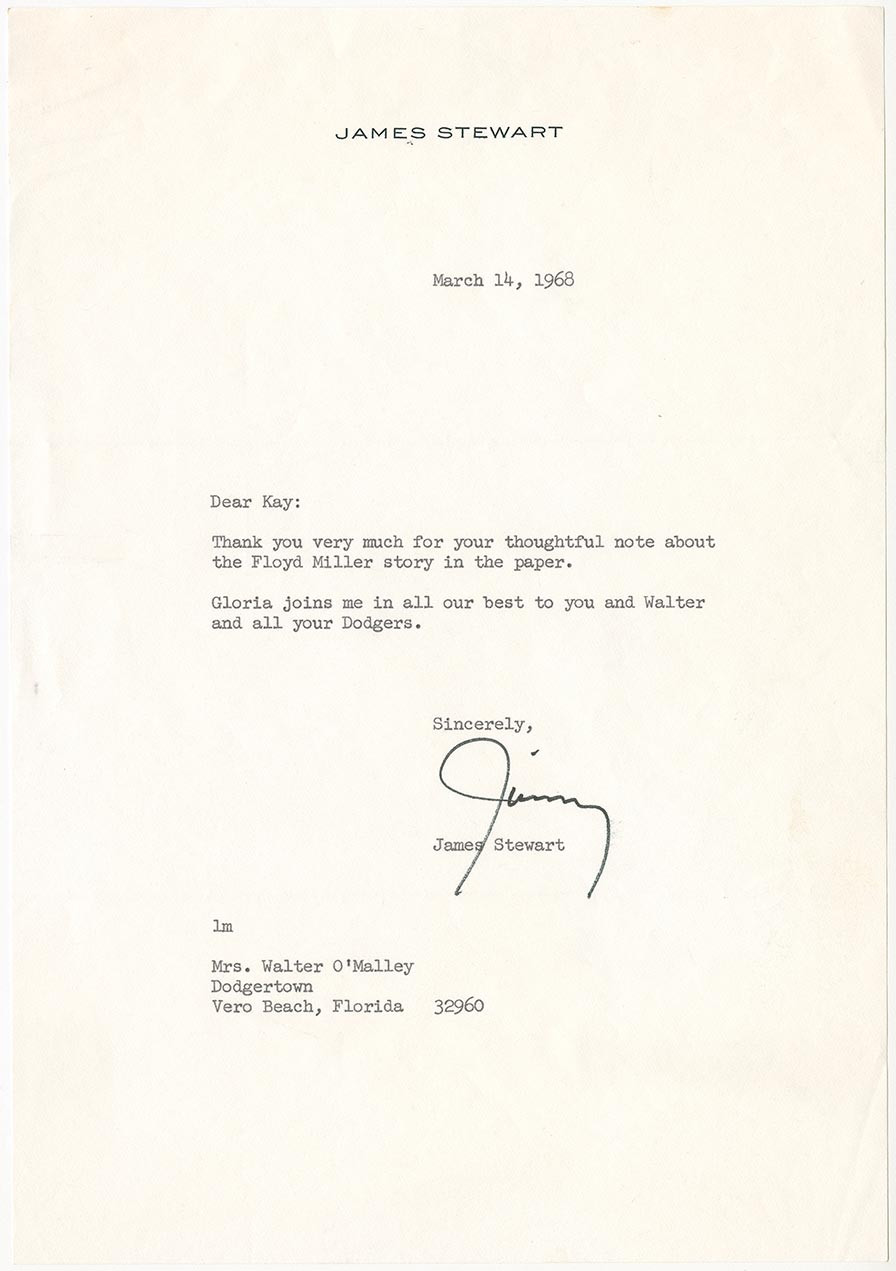 JAMES STEWART
March 14, 1968
Dear Kay:
Thank you very much for your thoughtful note about
the Floyd Miller story in the paper.
Gloria joins me in all our best to you and Walter
and all your Dodgers.
Sincerely,
Jimmy
James Stewart
lm
Mrs. Walter O'Malley
Dodgertown
Vero Beach, Florida 32960